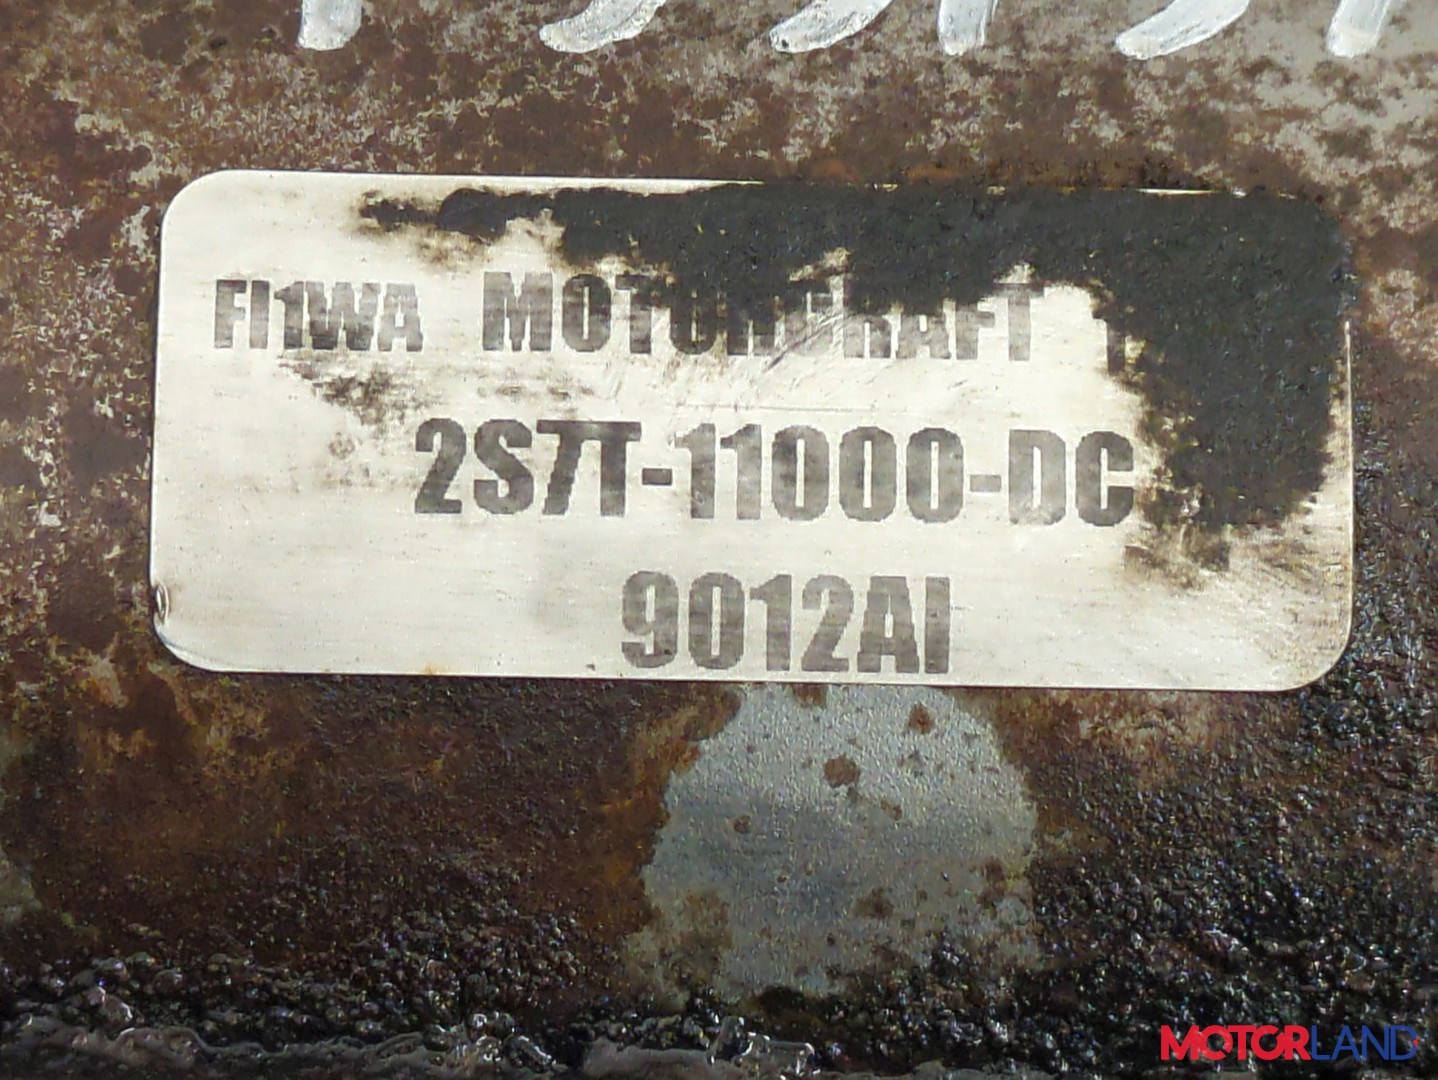 FI1WA MOTORCRAFT
2S7T-11000-DC
9012AI
MOTORLAND